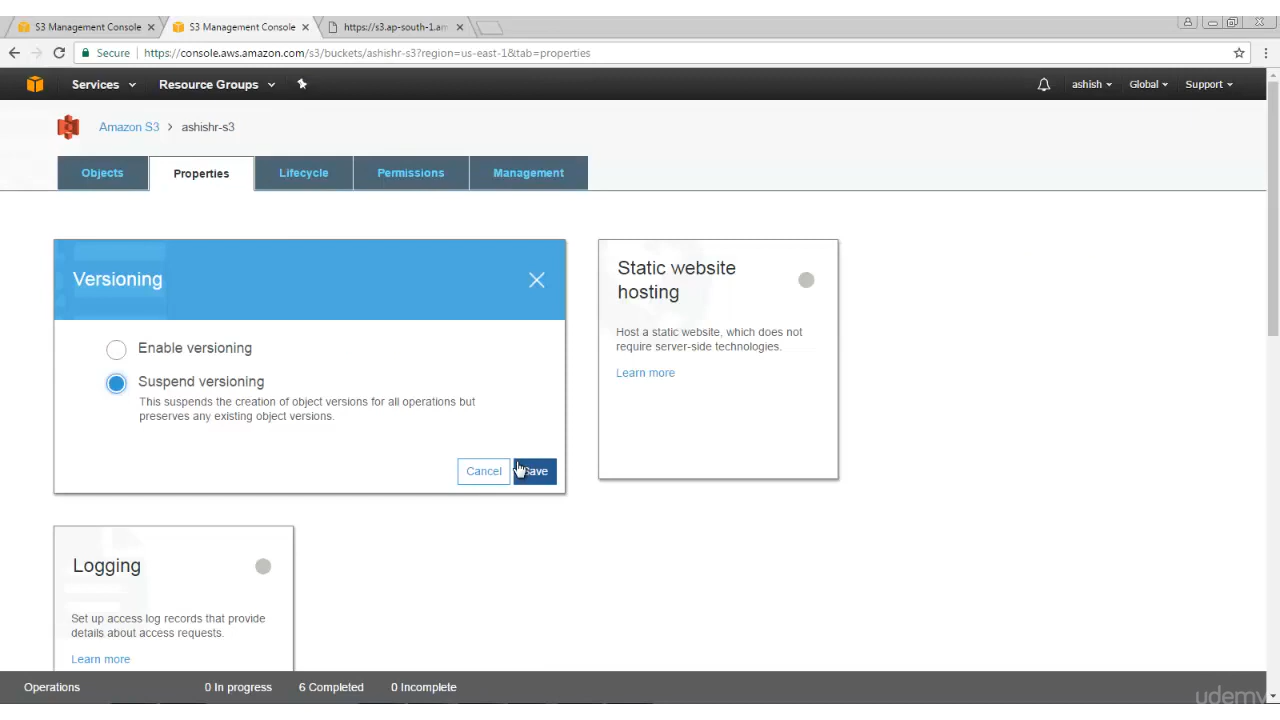 S3 Management Console
S3 Management Console
https://s3.ap-south-1.am
Secure
https://console.aws.amazon.com/s3/buckets/ashishr-s3?region=us-east-1&tab=properties
Services
Resource Groups
ashish
Global
Support
Amazon S3 > ashishr-s3
Objects
Properties
Lifecycle
Permissions
Management
Versioning
Enable versioning
Suspend versioning
This suspends the creation of object versions for all operations but
preserves any existing object versions.
Cancel
Save
Static website
hosting
Host a static website, which does not
require server-side technologies.
Learn more
Logging
Set up access log records that provide
details about access requests.
Learn more
Operations
0 In progress
6 Completed
0 Incomplete
udemy